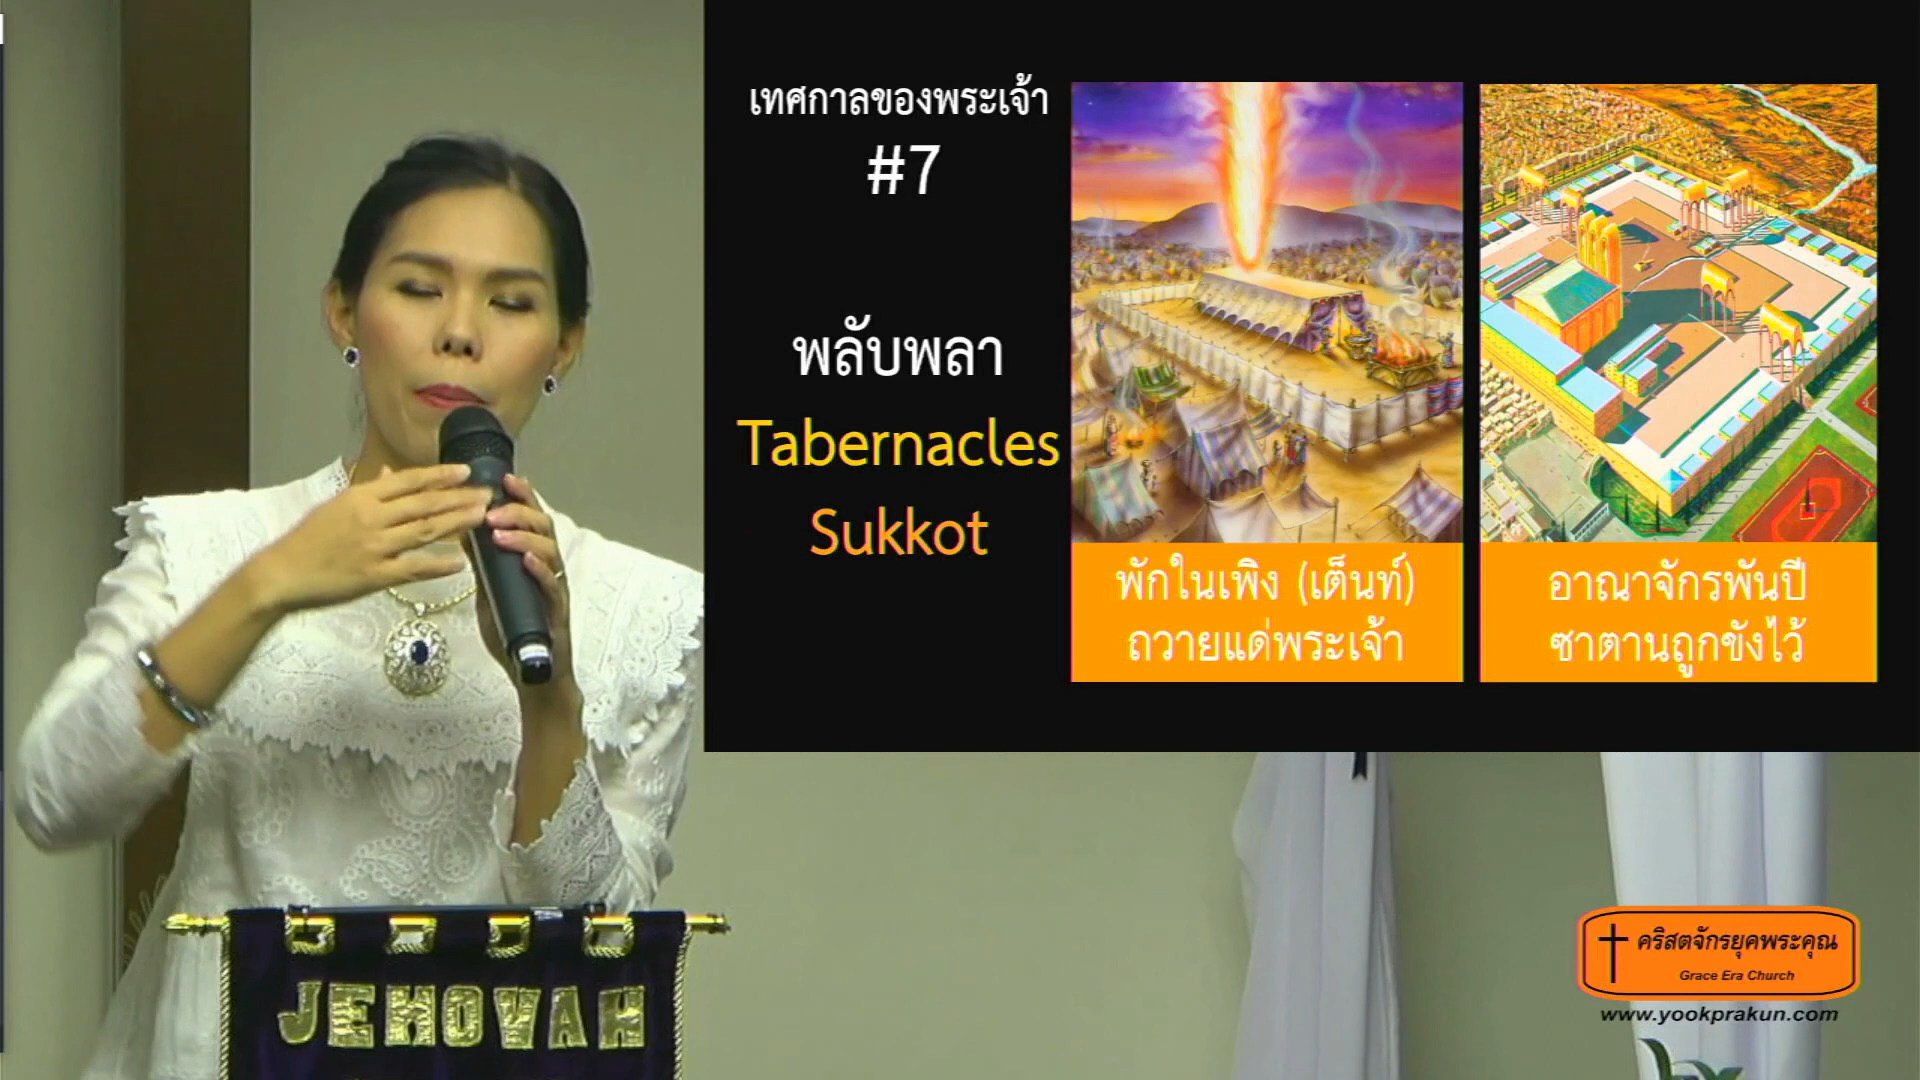 เทศกาลของพระเจ้า
#7
พลับพลา
Tabernacles
Sukkot
พักในเพิง (เต็นท์)
ถวายแด่พระเจ้า
อาณาจักรพันปี
ซาตานถูกขังไว้
JEHOVAH
คริสตจักรยุคพระคุณ
Grace Era Church
www.yookprakun.com